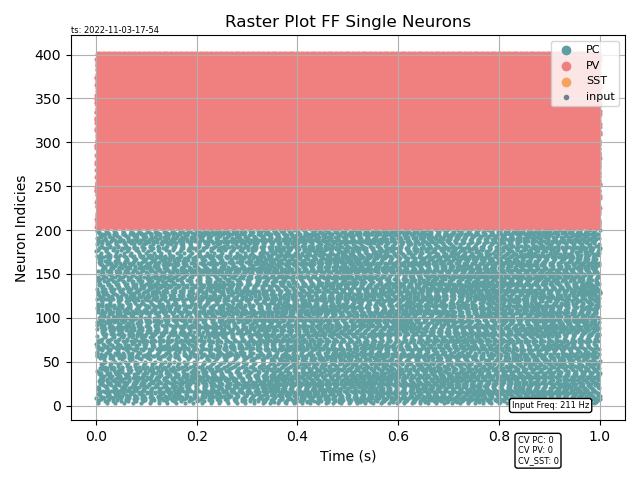 Raster Plot FF Single Neurons
ts: 2022-11-03-17-54
PC
PV
SST
input
400
350
300
250
200
150
100
50
0
Neuron Indicies
Input Freq: 211 Hz
0.0 0.2 0.4 0.6 0.8 1.0
Time (s)
CV PC: 0
CV PV: 0
CV_SST: 0